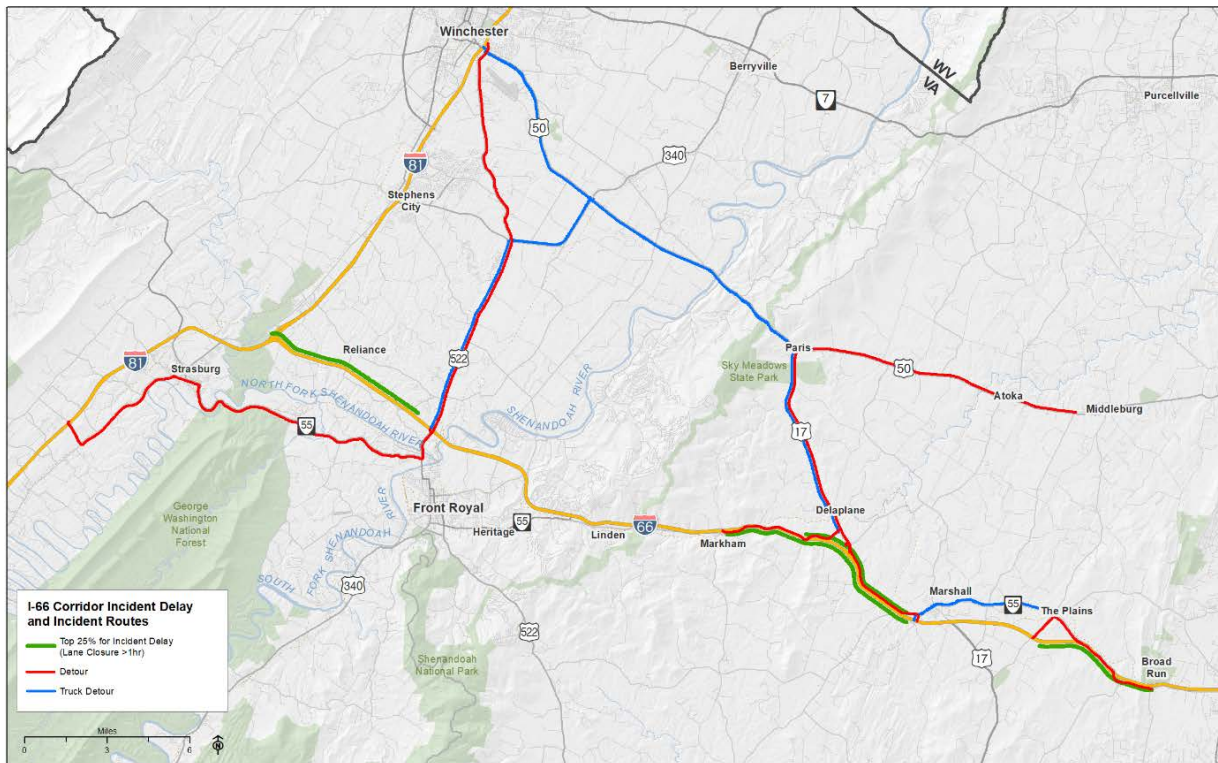 Winchester
WV
VA
Berryville
7
Purcellville
50
340
81
Stephens
City
Reliance
81
Strasburg
522
NORTH FORK SHENANDOAH RIVER
SHENANDOAH RIVER
55
Paris
Sky Meadows
State Park
50
Atoka
Middleburg
17
George
Washington
National
Forest
Front Royal
Heritage
55
Linden
66
Markham
Delaplane
SOUTH FORK SHENANDOAH RIVER
340
Marshall
55
The Plains
522
17
Broad
Run
Shenandoah
National Park
I-66 Corridor Incident Delay
and Incident Routes
Top 25% for Incident Delay
(Lane Closure >1hr)
Detour
Truck Detour
Miles
0 3 6
N